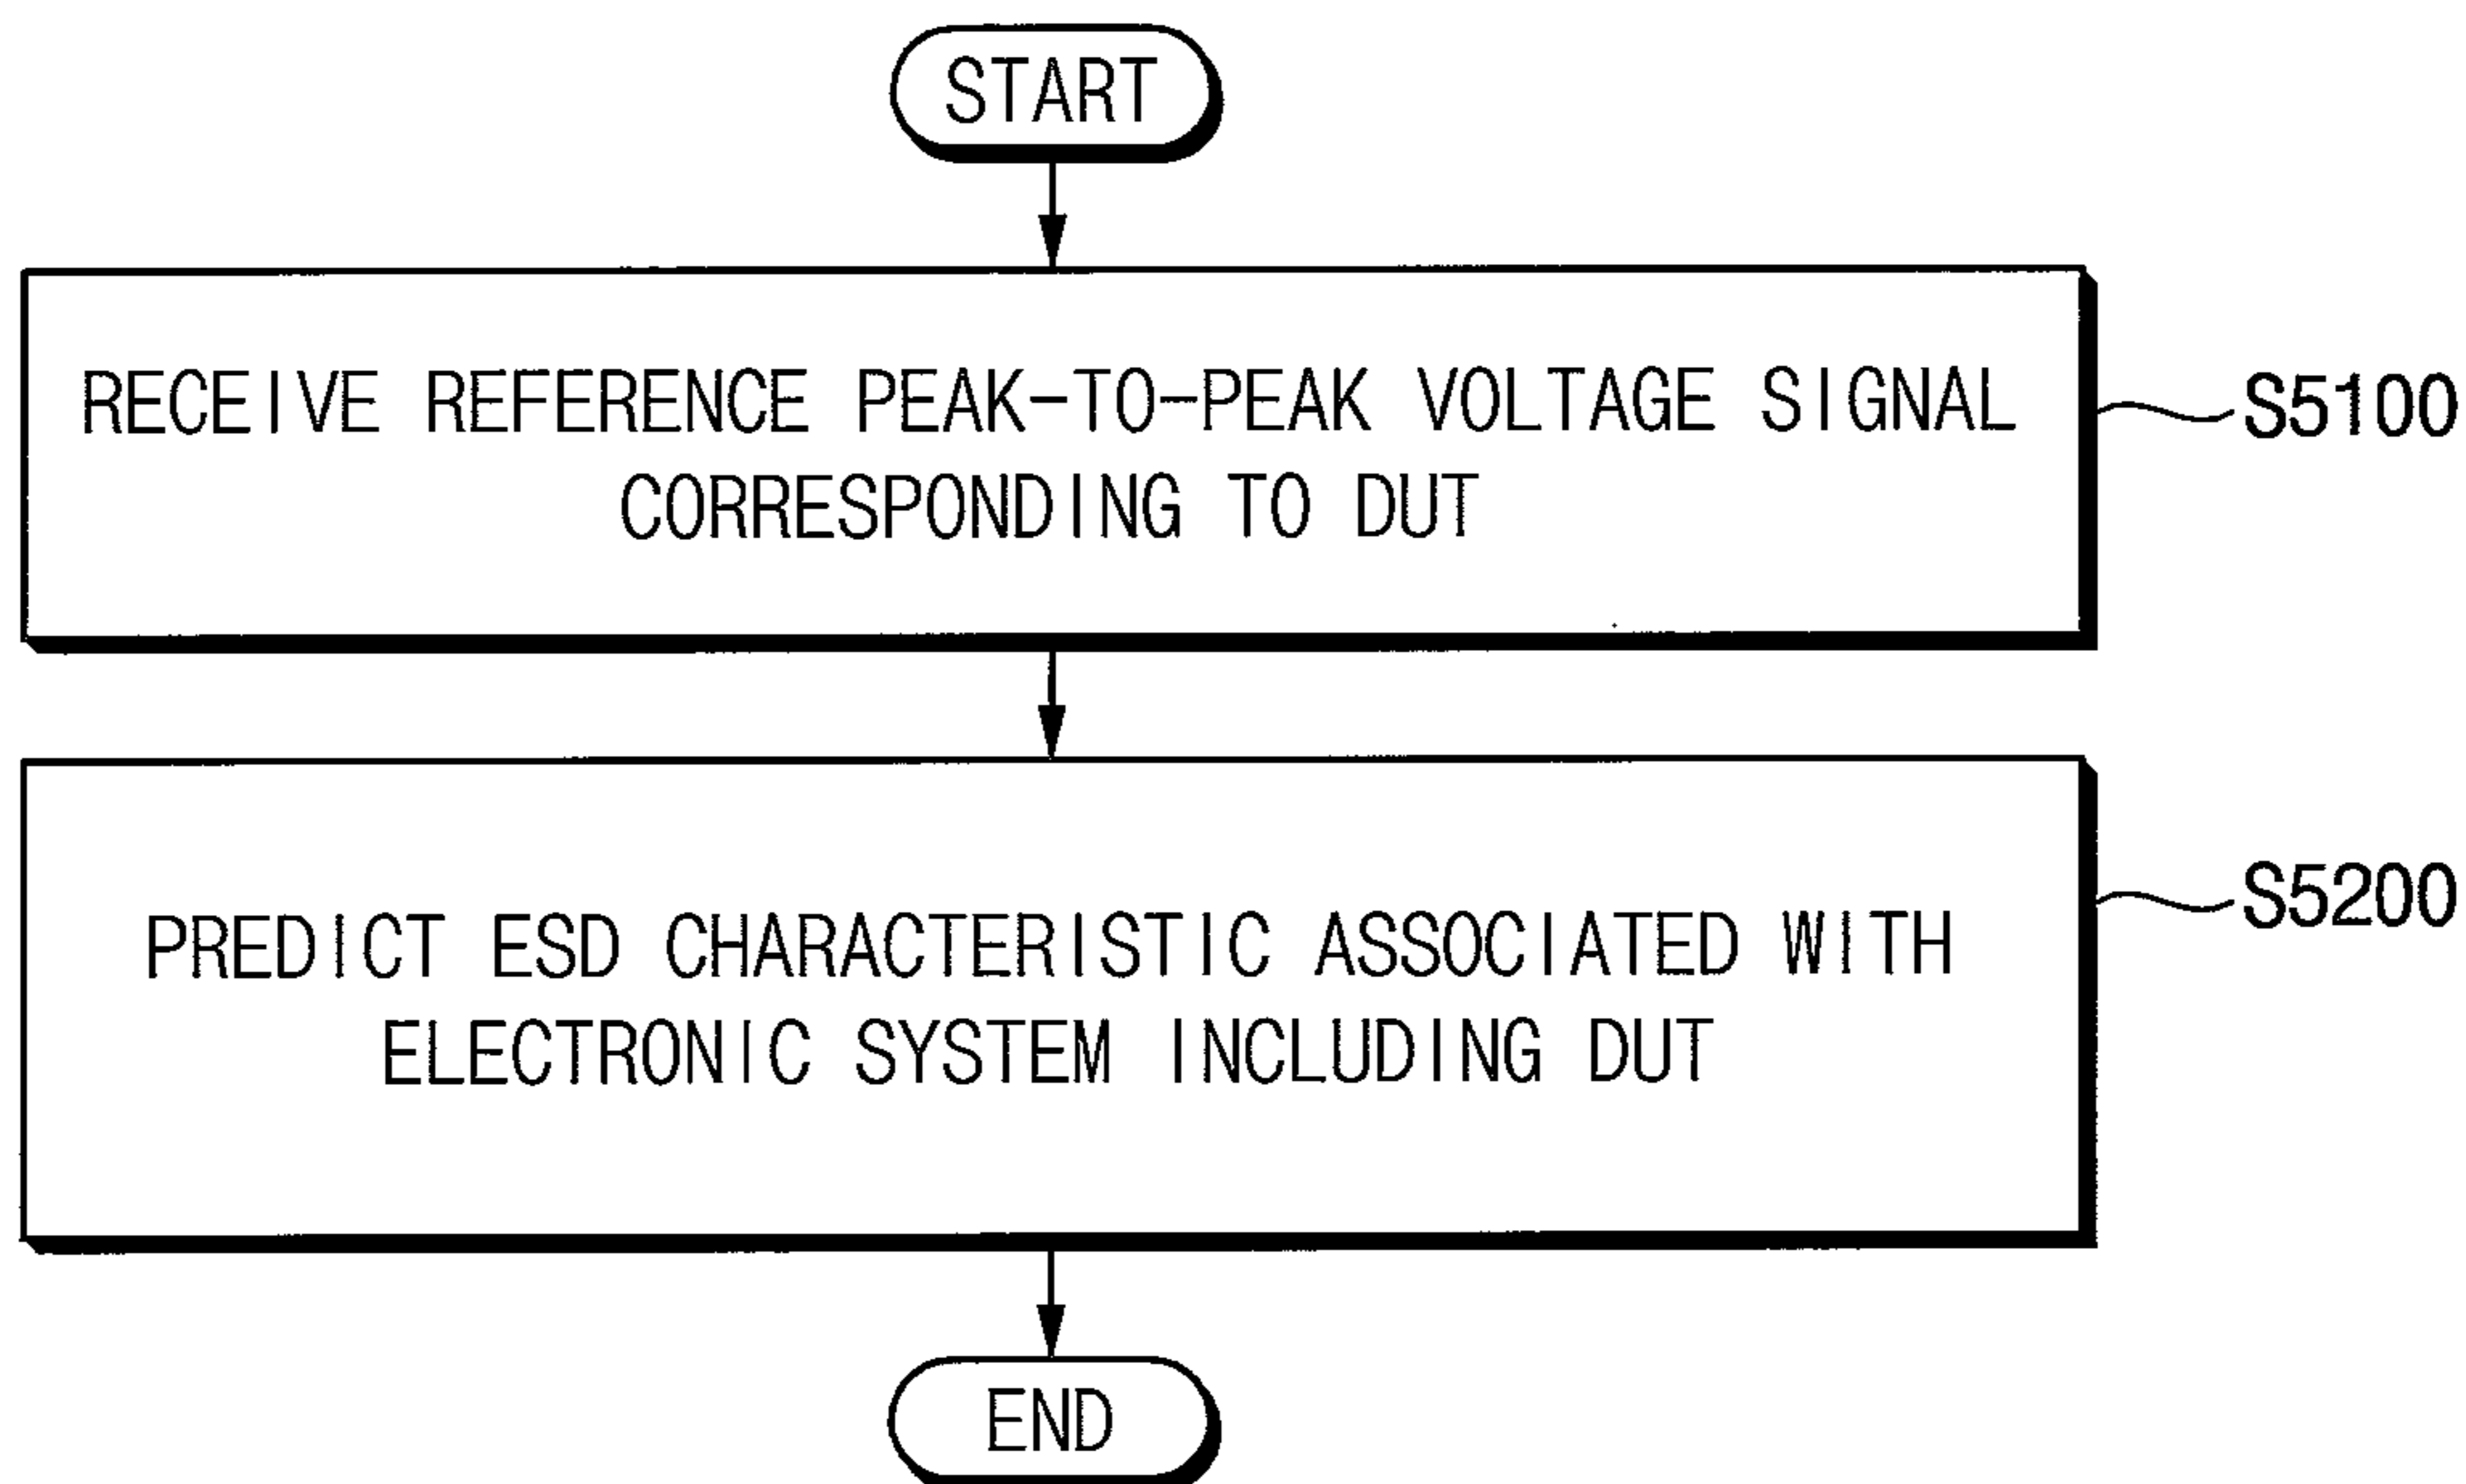 START
RECEIVE REFERENCE PEAK-TO-PEAK VOLTAGE SIGNAL
CORRESPONDING TO DUT
S5100
PREDICT ESD CHARACTERISTIC ASSOCIATED WITH
ELECTRONIC SYSTEM INCLUDING DUT
S5200
END